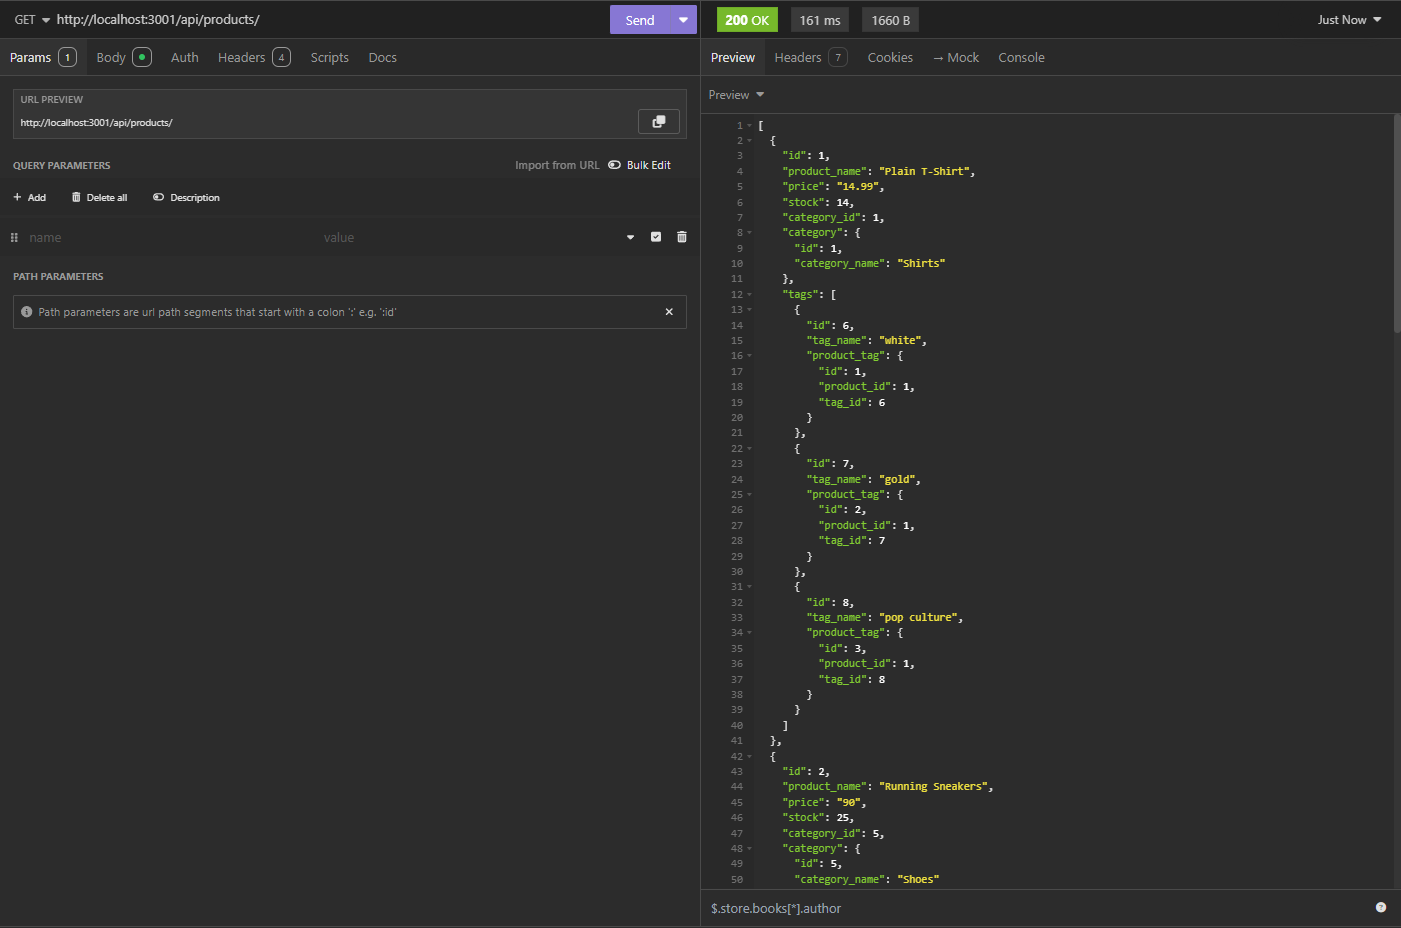 GET http://localhost:3001/api/products/ Send
Params 1 Body Auth Headers 4 Scripts Docs
URL PREVIEW
http://localhost:3001/api/products/
QUERY PARAMETERS Import from URL Bulk Edit
+ Add Delete all Description
name value
PATH PARAMETERS
Path parameters are url path segments that start with a colon ':' e.g. ':id'
200 OK 161 ms 1660 B Just Now
Preview Headers 7 Cookies → Mock Console
Preview
1 [
2 {
3 "id": 1,
4 "product_name": "Plain T-Shirt",
5 "price": "14.99",
6 "stock": 14,
7 "category_id": 1,
8 "category": {
9 "id": 1,
10 "category_name": "Shirts"
11 },
12 "tags": [
13 {
14 "id": 6,
15 "tag_name": "white",
16 "product_tag": {
17 "id": 1,
18 "product_id": 1,
19 "tag_id": 6
20 }
21 },
22 {
23 "id": 7,
24 "tag_name": "gold",
25 "product_tag": {
26 "id": 2,
27 "product_id": 1,
28 "tag_id": 7
29 }
30 },
31 {
32 "id": 8,
33 "tag_name": "pop culture",
34 "product_tag": {
35 "id": 3,
36 "product_id": 1,
37 "tag_id": 8
38 }
39 }
40 ]
41 },
42 {
43 "id": 2,
44 "product_name": "Running Sneakers",
45 "price": "90",
46 "stock": 25,
47 "category_id": 5,
48 "category": {
49 "id": 5,
50 "category_name": "Shoes"
$.store.books[*].author